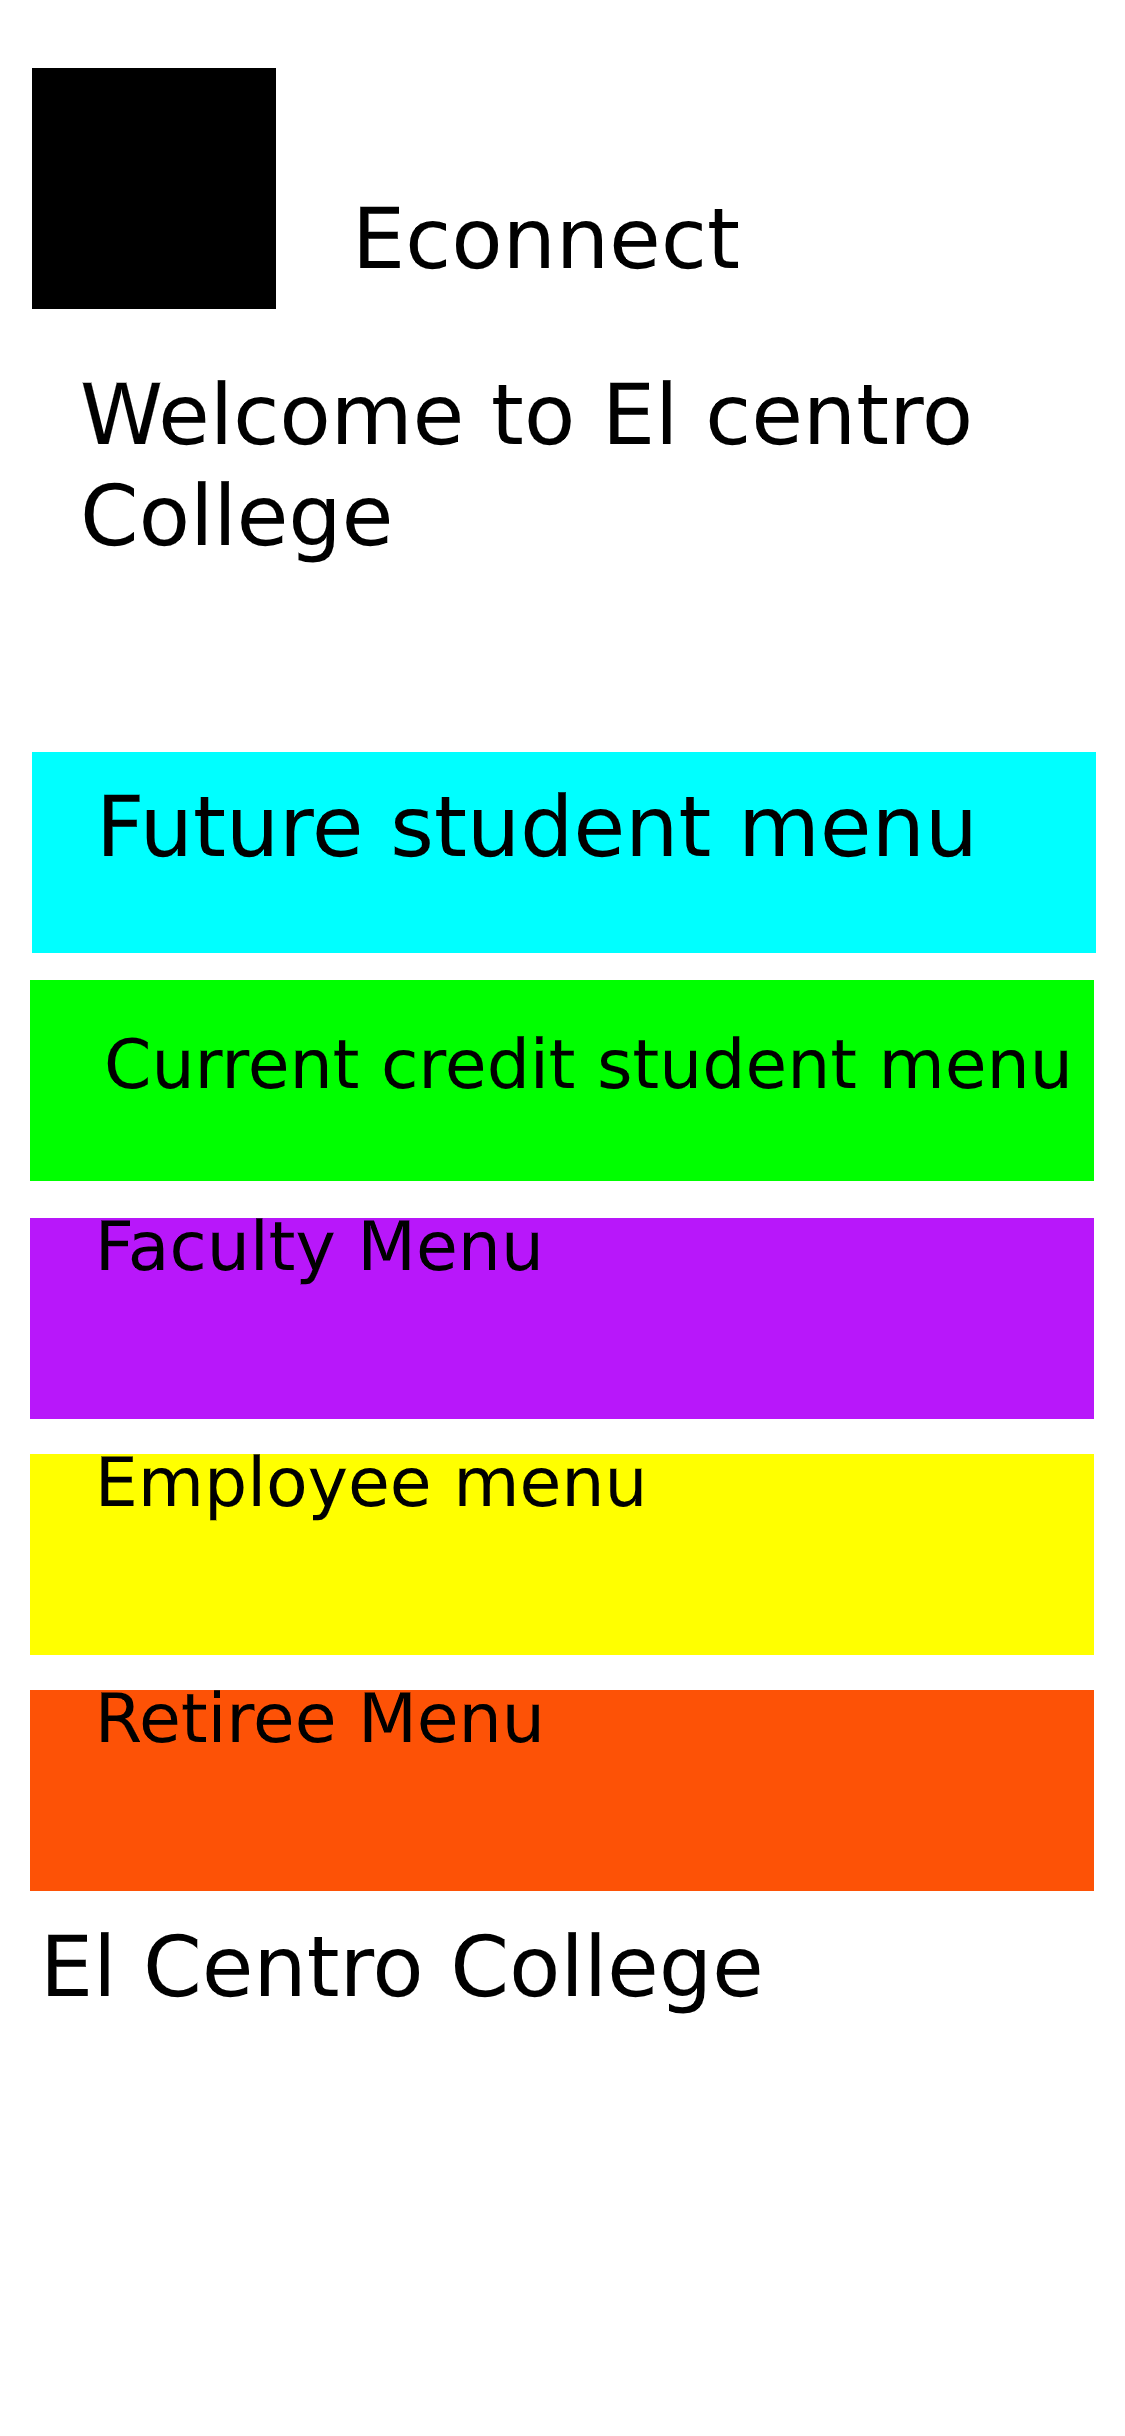 Econnect
Welcome to El centro
College
Future student menu
Current credit student menu
Faculty Menu
Employee menu
Retiree Menu
El Centro College